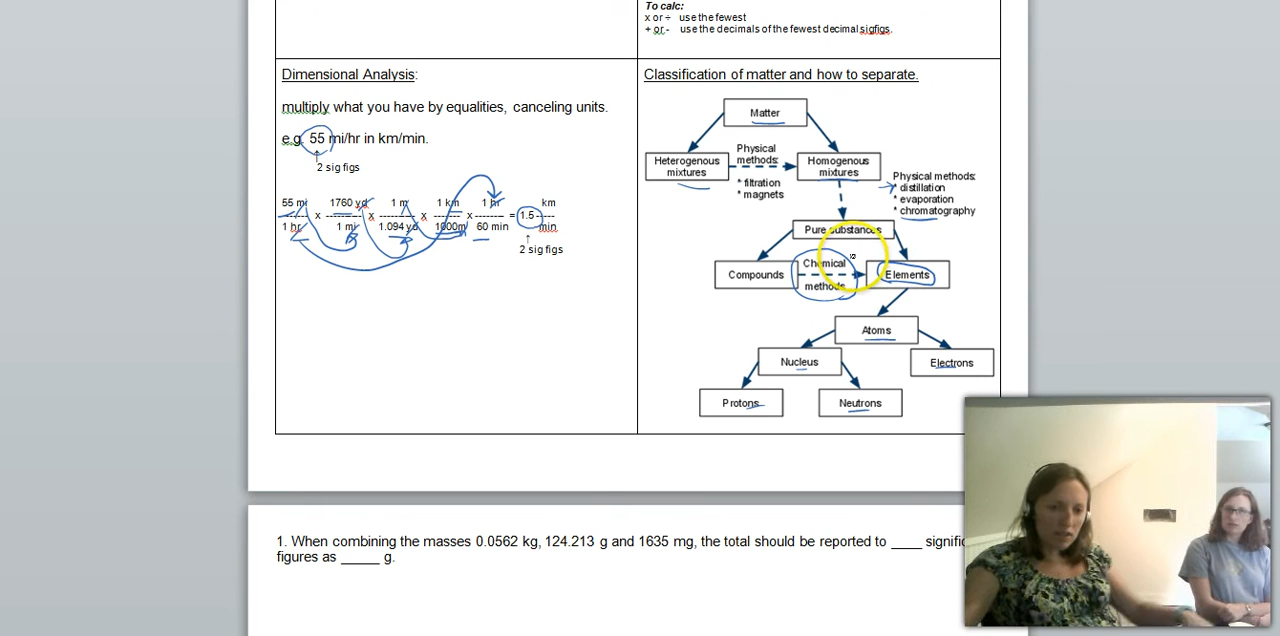 To calc:
x or ÷ use the fewest
+ or - use the decimals of the fewest decimal sigfigs.
Dimensional Analysis:
multiply what you have by equalities, canceling units.
e.g. 55 mi/hr in km/min.
2 sig figs
55 mi 1760 yd 1 m 1 km 1 hr km
x x x x = 1.5
1 hr 1 mi 1.094 yd 1000m 60 min min
2 sig figs
Classification of matter and how to separate.
Matter
Heterogenous
mixtures
Physical
methods:
* filtration
* magnets
Homogenous
mixtures
Physical methods:
* distillation
* evaporation
* chromatography
Pure substances
Compounds
Chemical
methods
Elements
Atoms
Nucleus
Electrons
Protons
Neutrons
1. When combining the masses 0.0562 kg, 124.213 g and 1635 mg, the total should be reported to ____
figures as _____ g.